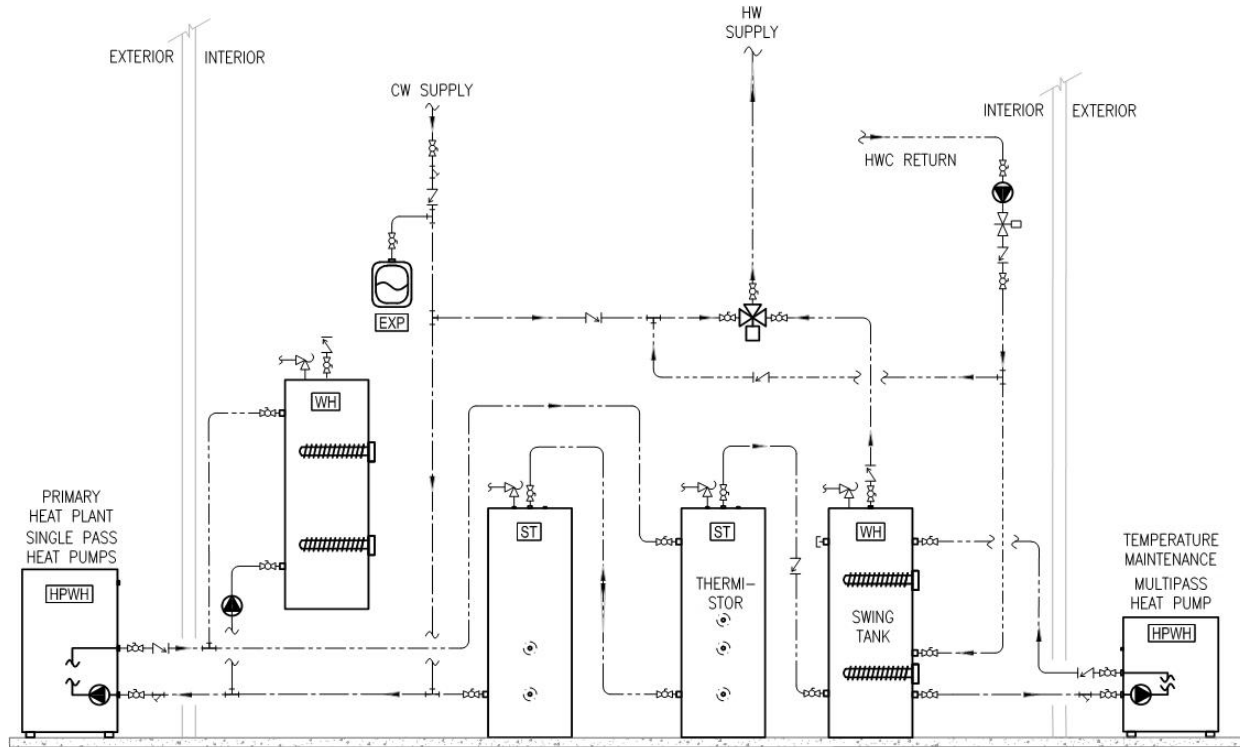 HW
SUPPLY
EXTERIOR
INTERIOR
CW SUPPLY
INTERIOR
EXTERIOR
HWC RETURN
EXP
WH
PRIMARY
HEAT PLANT
SINGLE PASS
HEAT PUMPS
HPWH
ST
ST
THERMI-
STOR
WH
SWING
TANK
TEMPERATURE
MAINTENANCE
MULTIPASS
HEAT PUMP
HPWH